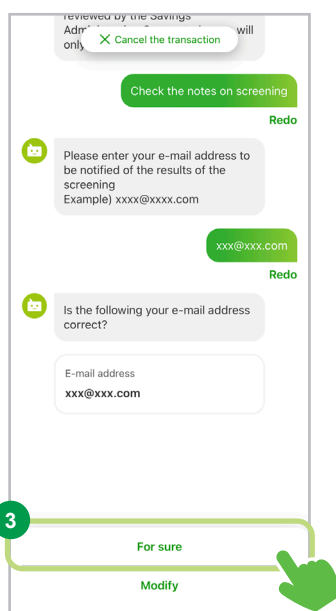 reviewed by the Savings
Adm will
only
Cancel the transaction
Check the notes on screening
Redo
Please enter your e-mail address to
be notified of the results of the
screening
Example) xxxx@xxxx.com
xxx@xxx.com
Redo
Is the following your e-mail address
correct?
E-mail address
xxx@xxx.com
3
For sure
Modify